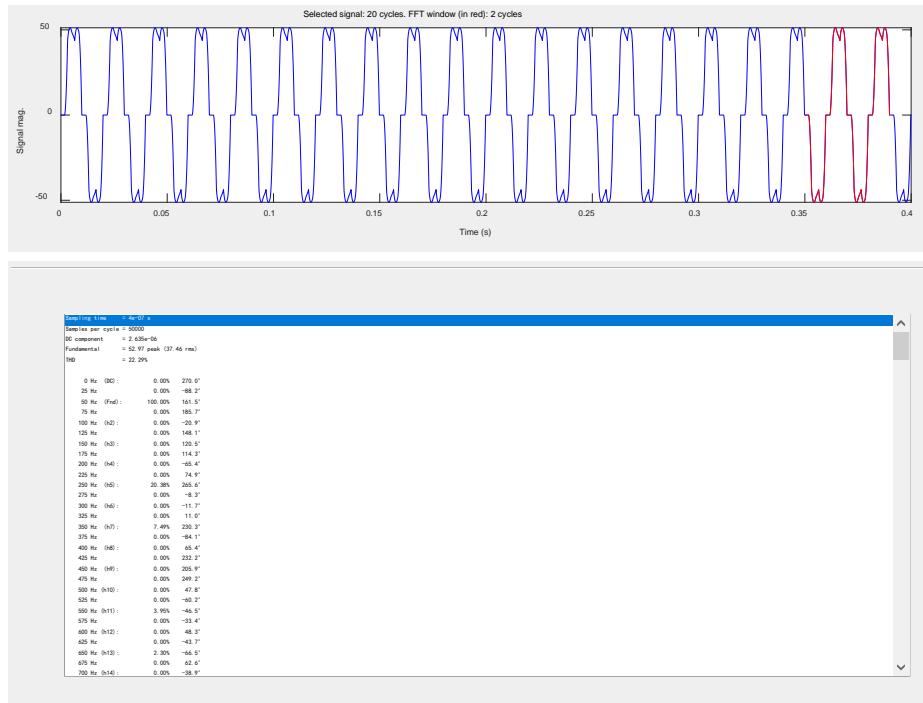 Selected signal: 20 cycles. FFT window (in red): 2 cycles
50
0
-50
Signal mag.
0 0.05 0.1 0.15 0.2 0.25 0.3 0.35 0.4
Time (s)
Sampling time = 4e-07 s
Samples per cycle = 50000
DC component = 2.635e-06
Fundamental = 52.97 peak (37.46 rms)
THD = 22.29%
0 Hz (DC): 0.00% 270.0°
25 Hz 0.00% -88.2°
50 Hz (Fnd): 100.00% 161.5°
75 Hz 0.00% 185.7°
100 Hz (h2): 0.00% -20.9°
125 Hz 0.00% 148.1°
150 Hz (h3): 0.00% 120.5°
175 Hz 0.00% 114.3°
200 Hz (h4): 0.00% -65.4°
225 Hz 0.00% 74.9°
250 Hz (h5): 20.38% 265.6°
275 Hz 0.00% -8.3°
300 Hz (h6): 0.00% -11.7°
325 Hz 0.00% 11.0°
350 Hz (h7): 7.49% 230.3°
375 Hz 0.00% -84.1°
400 Hz (h8): 0.00% 65.4°
425 Hz 0.00% 232.2°
450 Hz (h9): 0.00% 205.9°
475 Hz 0.00% 249.2°
500 Hz (h10): 0.00% 47.8°
525 Hz 0.00% -60.2°
550 Hz (h11): 3.95% -46.5°
575 Hz 0.00% -33.4°
600 Hz (h12): 0.00% 48.3°
625 Hz 0.00% -43.7°
650 Hz (h13): 2.30% -66.5°
675 Hz 0.00% 62.6°
700 Hz (h14): 0.00% -38.9°